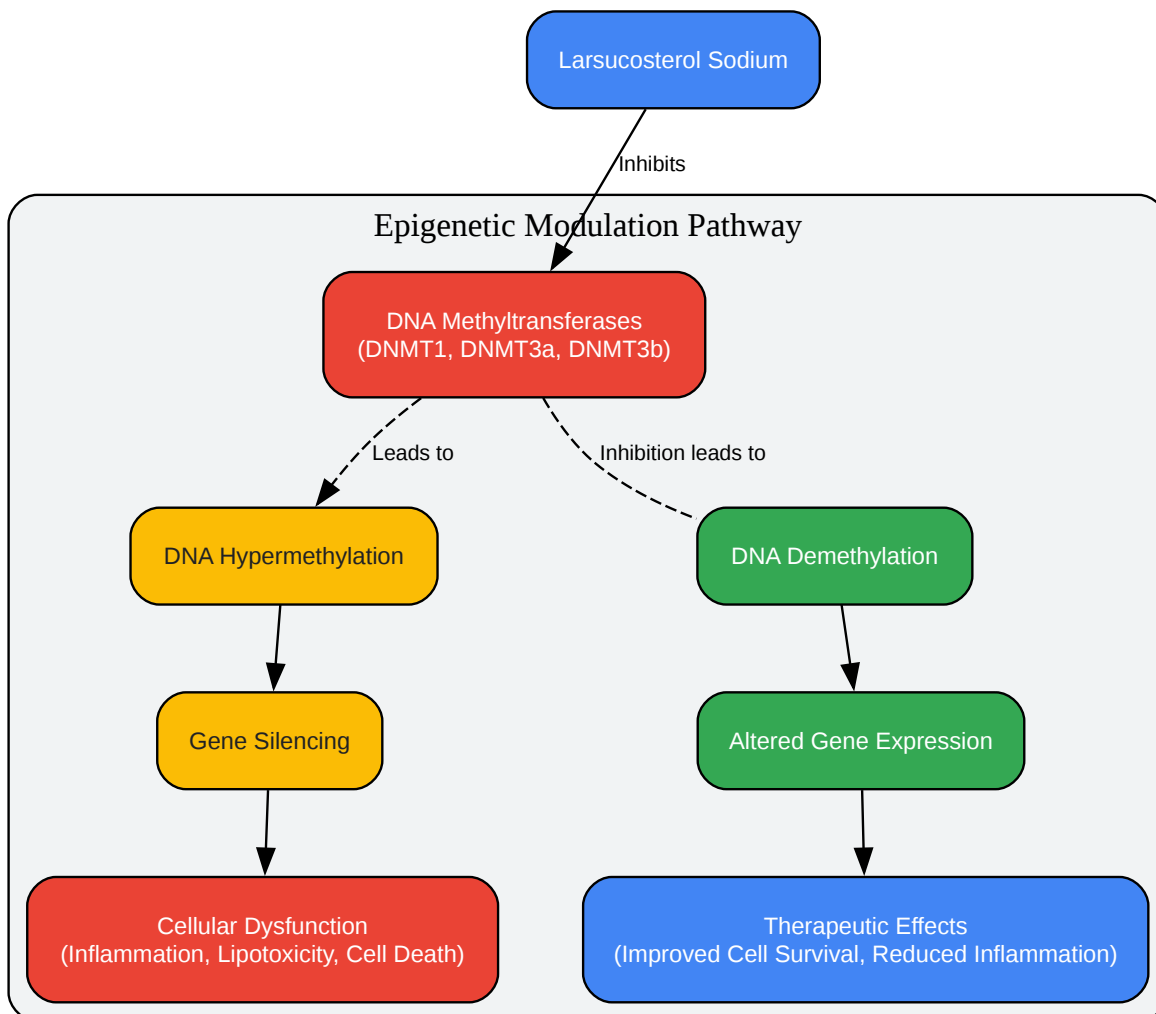 Larsucosterol Sodium
Inhibits
Epigenetic Modulation Pathway
DNA Methyltransferases
(DNMT1, DNMT3a, DNMT3b)
Leads to
Inhibition leads to
DNA Hypermethylation
DNA Demethylation
Gene Silencing
Altered Gene Expression
Cellular Dysfunction
(Inflammation, Lipotoxicity, Cell Death)
Therapeutic Effects
(Improved Cell Survival, Reduced Inflammation)